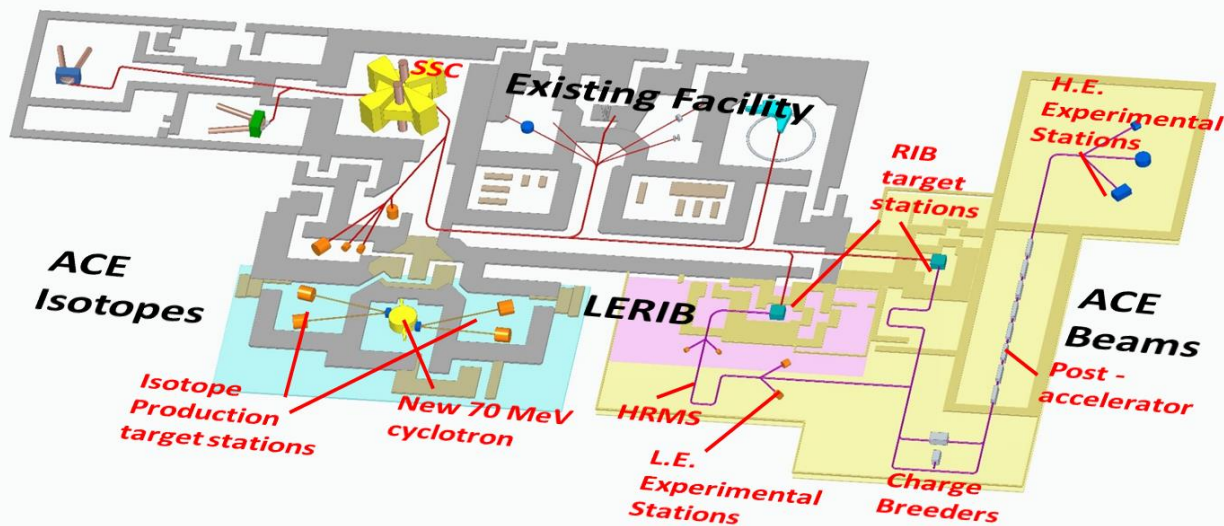 SSC
Existing Facility
H.E.
Experimental
Stations
RIB
target
stations
ACE
Isotopes
LERIB
ACE
Beams
Isotope
Production
target stations
New 70 MeV
cyclotron
HRMS
Post -
accelerator
L.E.
Experimental
Stations
Charge
Breeders